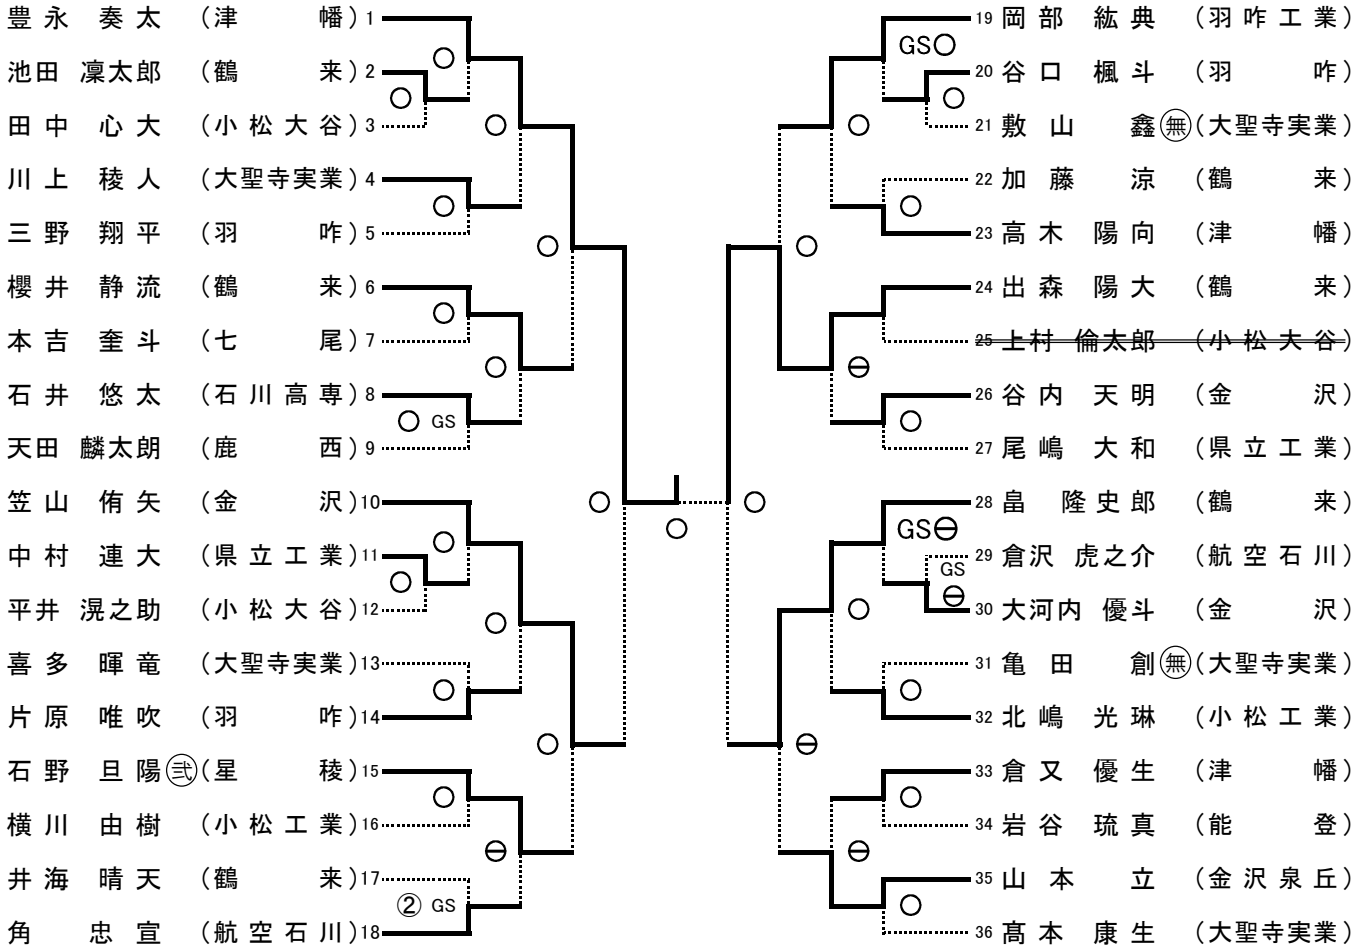 豊永 奏太 (津幡) 1
池田 凜太郎 (鶴来) 2
○
○
田中 心大 (小松大谷) 3
○
川上 稜人 (大聖寺実業) 4
○
三野 翔平 (羽咋) 5
○
櫻井 静流 (鶴来) 6
○
本吉 奎斗 (七尾) 7
○
石井 悠太 (石川高専) 8
○ GS
天田 麟太朗 (鹿西) 9
笠山 侑矢 (金沢) 10
○
○
中村 連大 (県立工業) 11
○
平井 滉之助 (小松大谷) 12
○
喜多 暉竜 (大聖寺実業) 13
○
片原 唯吹 (羽咋) 14
○
石野 旦陽 弐 (星稜) 15
○
横川 由樹 (小松工業) 16
⊖
井海 晴天 (鶴来) 17
② GS
角 忠宣 (航空石川) 18
○
19 岡部 紘典 (羽咋工業)
GS○
20 谷口 楓斗 (羽咋)
○
21 敷山 鑫 無 (大聖寺実業)
○
22 加藤 涼 (鶴来)
○
23 高木 陽向 (津幡)
○
24 出森 陽大 (鶴来)
25 上村 倫太郎 (小松大谷)
⊖
26 谷内 天明 (金沢)
○
27 尾嶋 大和 (県立工業)
28 畠 隆史郎 (鶴来)
○
GS⊖
29 倉沢 虎之介 (航空石川)
GS
⊖
30 大河内 優斗 (金沢)
○
31 亀田 創 無 (大聖寺実業)
○
32 北嶋 光琳 (小松工業)
⊖
33 倉又 優生 (津幡)
○
34 岩谷 琉真 (能登)
⊖
35 山本 立 (金沢泉丘)
○
36 髙本 康生 (大聖寺実業)